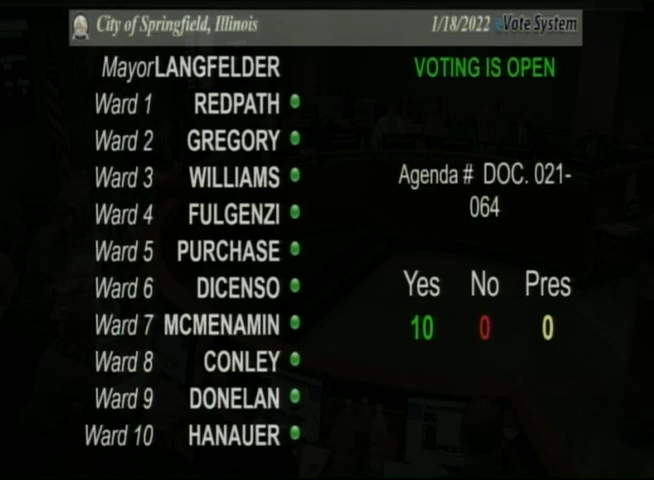 City of Springfield, Illinois 1/18/2022 eVote System
Mayor LANGFELDER VOTING IS OPEN
Ward 1 REDPATH
Ward 2 GREGORY
Ward 3 WILLIAMS Agenda # DOC. 021-
Ward 4 FULGENZI 064
Ward 5 PURCHASE
Ward 6 DICENSO Yes No Pres
Ward 7 MCMENAMIN 10 0 0
Ward 8 CONLEY
Ward 9 DONELAN
Ward 10 HANAUER